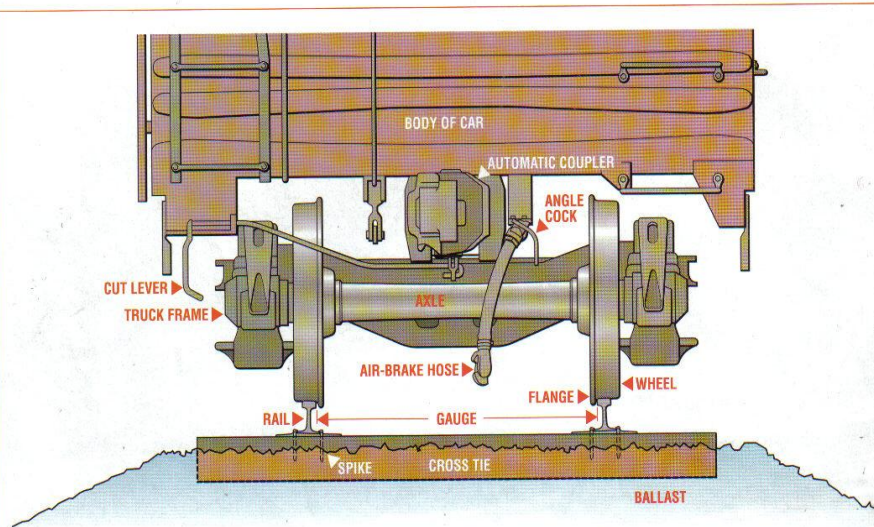 BODY OF CAR
AUTOMATIC COUPLER
ANGLE
COCK
CUT LEVER
AXLE
TRUCK FRAME
AIR-BRAKE HOSE
FLANGE
WHEEL
RAIL
GAUGE
SPIKE
CROSS TIE
BALLAST